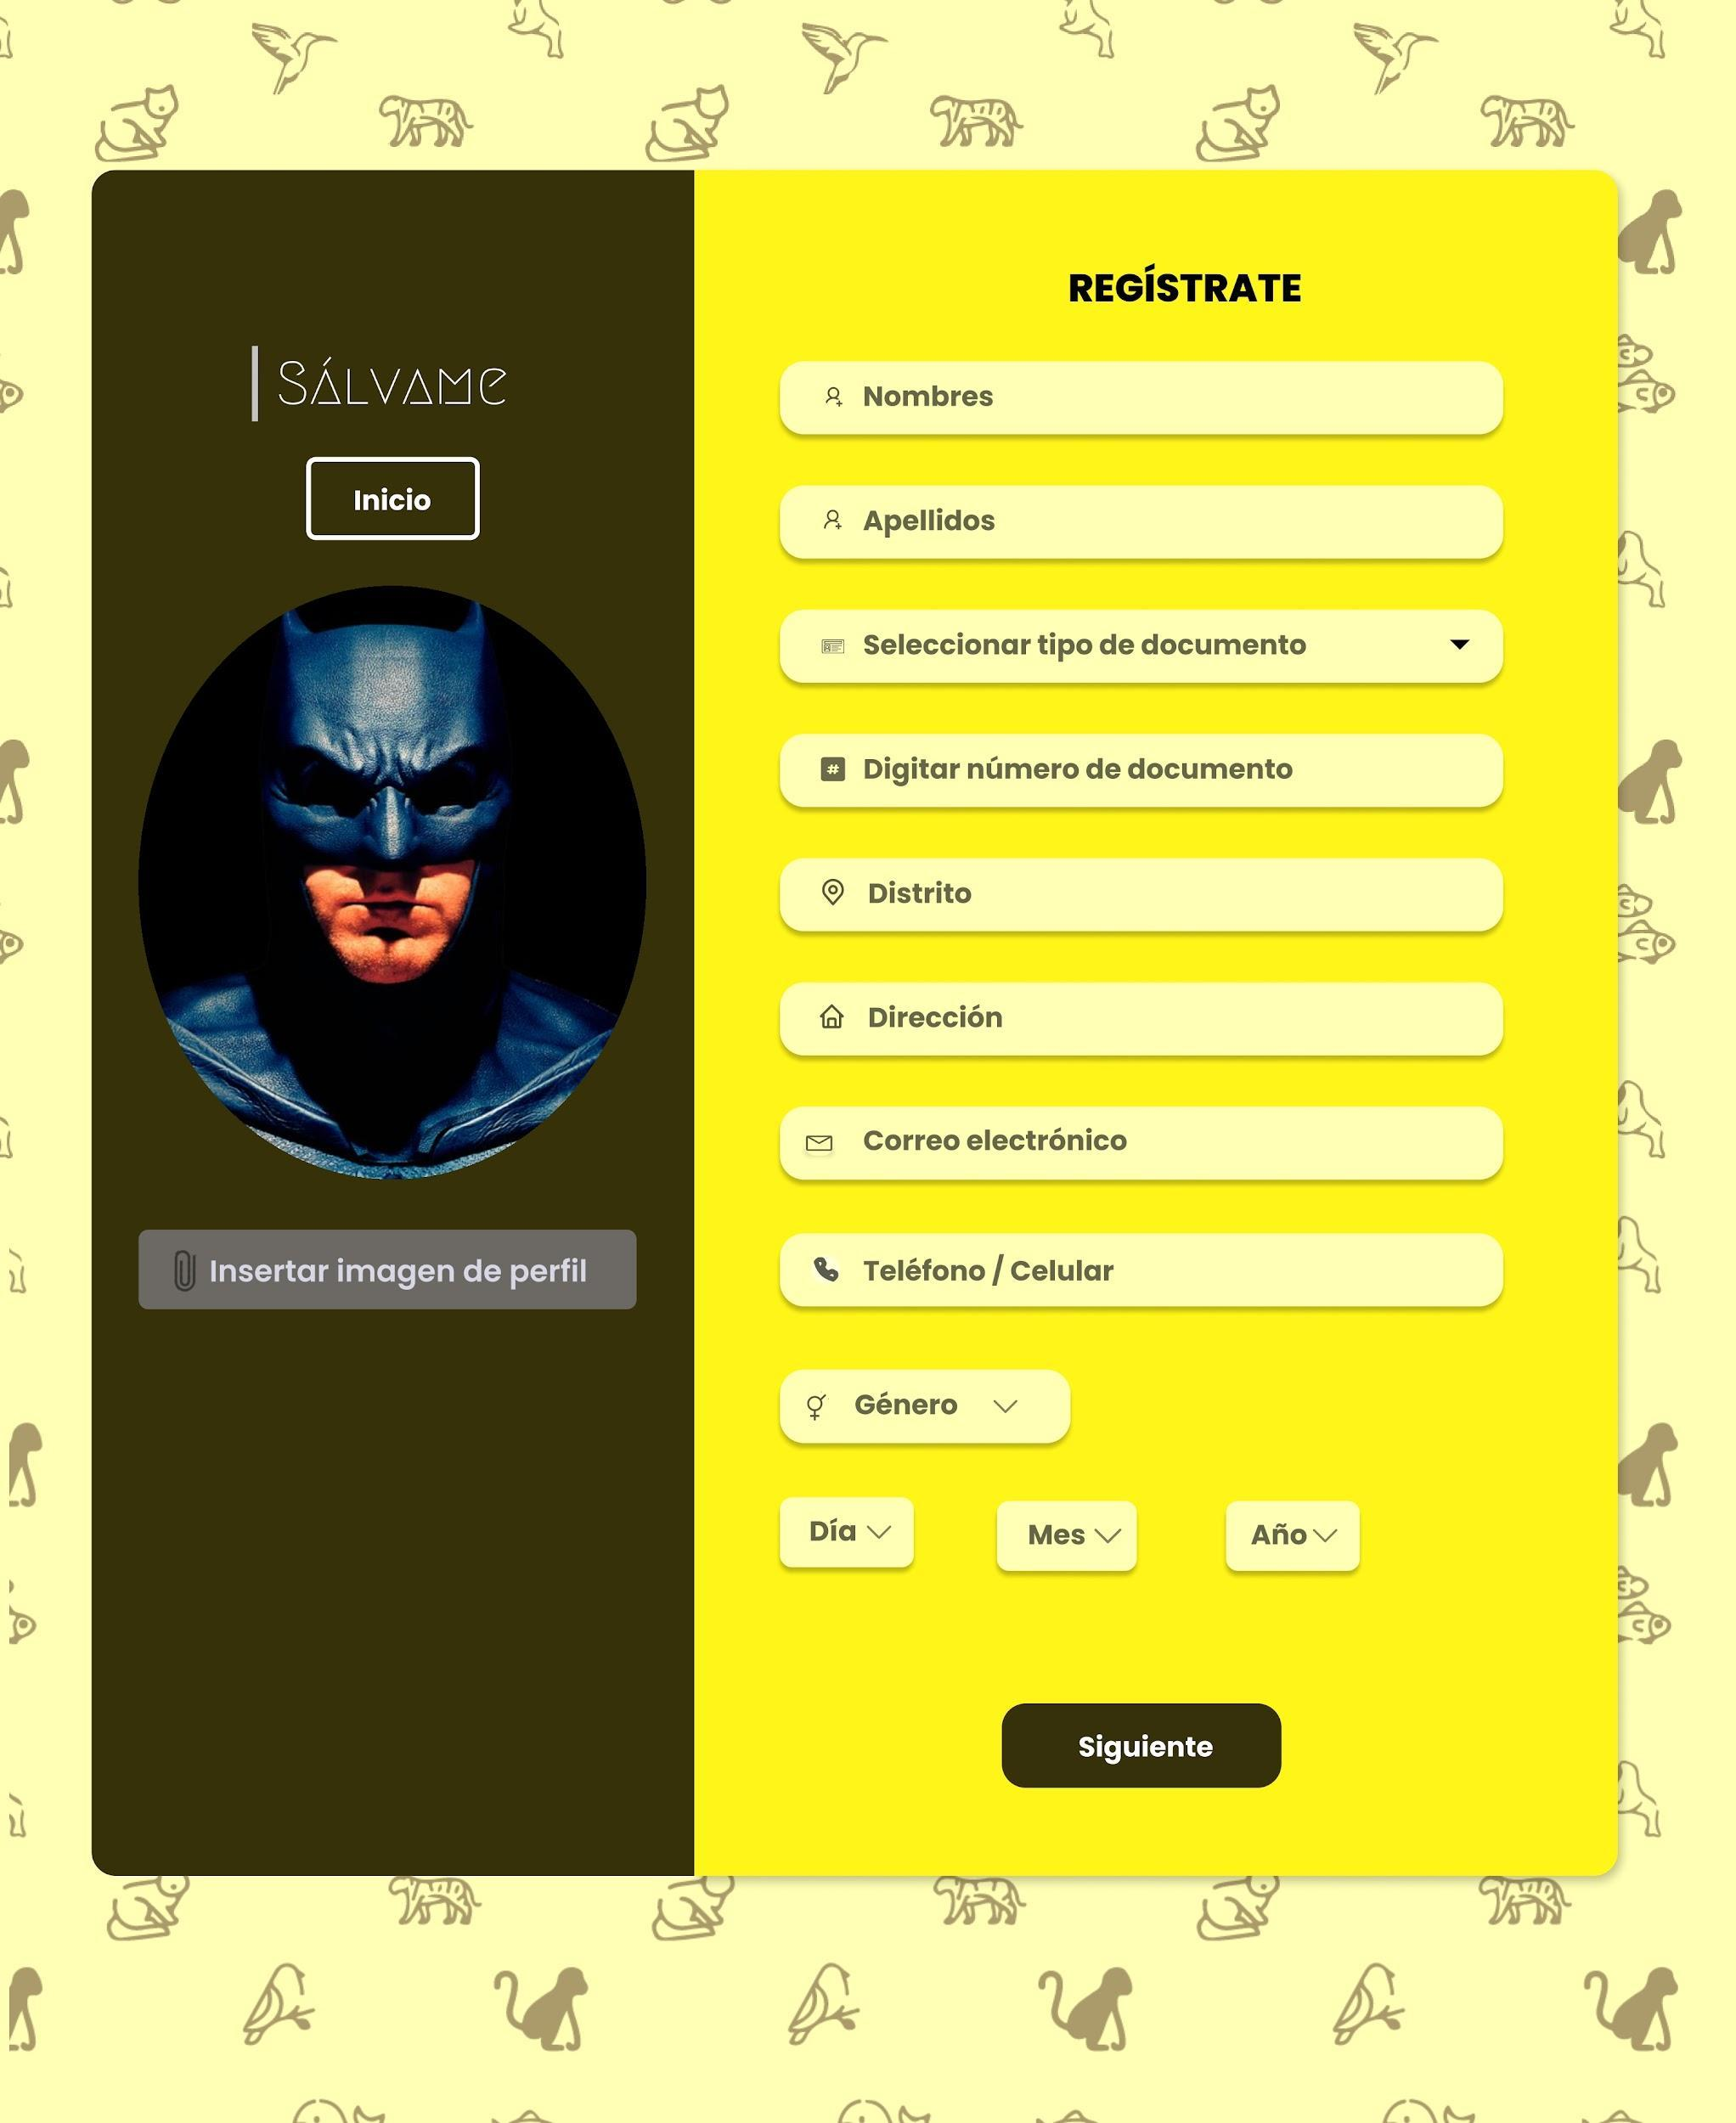 SÁLVAME
Inicio
Insertar imagen de perfil
REGÍSTRATE
Nombres
Apellidos
Seleccionar tipo de documento
# Digitar número de documento
Distrito
Dirección
Correo electrónico
Teléfono / Celular
Género
Día Mes Año
Siguiente